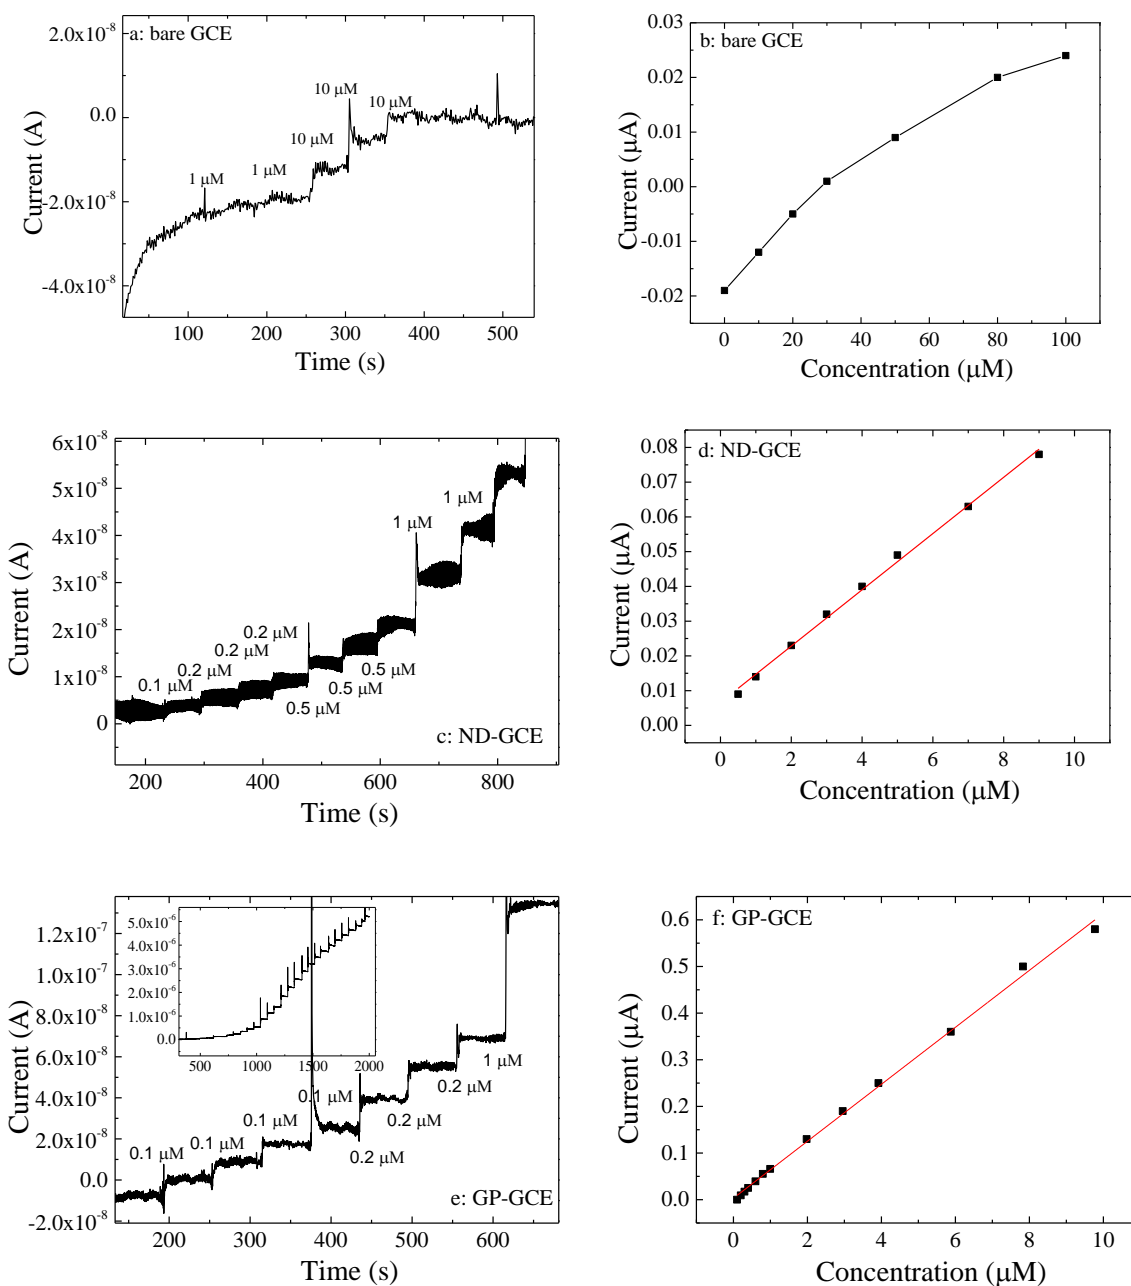 a: bare GCE
2.0x10⁻⁸
0.0
-2.0x10⁻⁸
-4.0x10⁻⁸
Current (A)
1 μM
1 μM
10 μM
10 μM
10 μM
100 200 300 400 500
Time (s)
b: bare GCE
0.03
0.02
0.01
0.00
-0.01
-0.02
Current (μA)
0 20 40 60 80 100
Concentration (μM)
c: ND-GCE
6x10⁻⁸
5x10⁻⁸
4x10⁻⁸
3x10⁻⁸
2x10⁻⁸
1x10⁻⁸
0
Current (A)
0.1 μM
0.2 μM
0.2 μM
0.2 μM
0.5 μM
0.5 μM
0.5 μM
1 μM
1 μM
200 400 600 800
Time (s)
d: ND-GCE
0.08
0.07
0.06
0.05
0.04
0.03
0.02
0.01
0.00
Current (μA)
0 2 4 6 8 10
Concentration (μM)
e: GP-GCE
1.2x10⁻⁷
1.0x10⁻⁷
8.0x10⁻⁸
6.0x10⁻⁸
4.0x10⁻⁸
2.0x10⁻⁸
0.0
-2.0x10⁻⁸
Current (A)
5.0x10⁻⁶
4.0x10⁻⁶
3.0x10⁻⁶
2.0x10⁻⁶
1.0x10⁻⁶
0.0
500 1000 1500 2000
0.1 μM
0.1 μM
0.1 μM
0.1 μM
0.2 μM
0.2 μM
0.2 μM
1 μM
200 300 400 500 600
Time (s)
f: GP-GCE
0.6
0.5
0.4
0.3
0.2
0.1
0.0
Current (μA)
0 2 4 6 8 10
Concentration (μM)